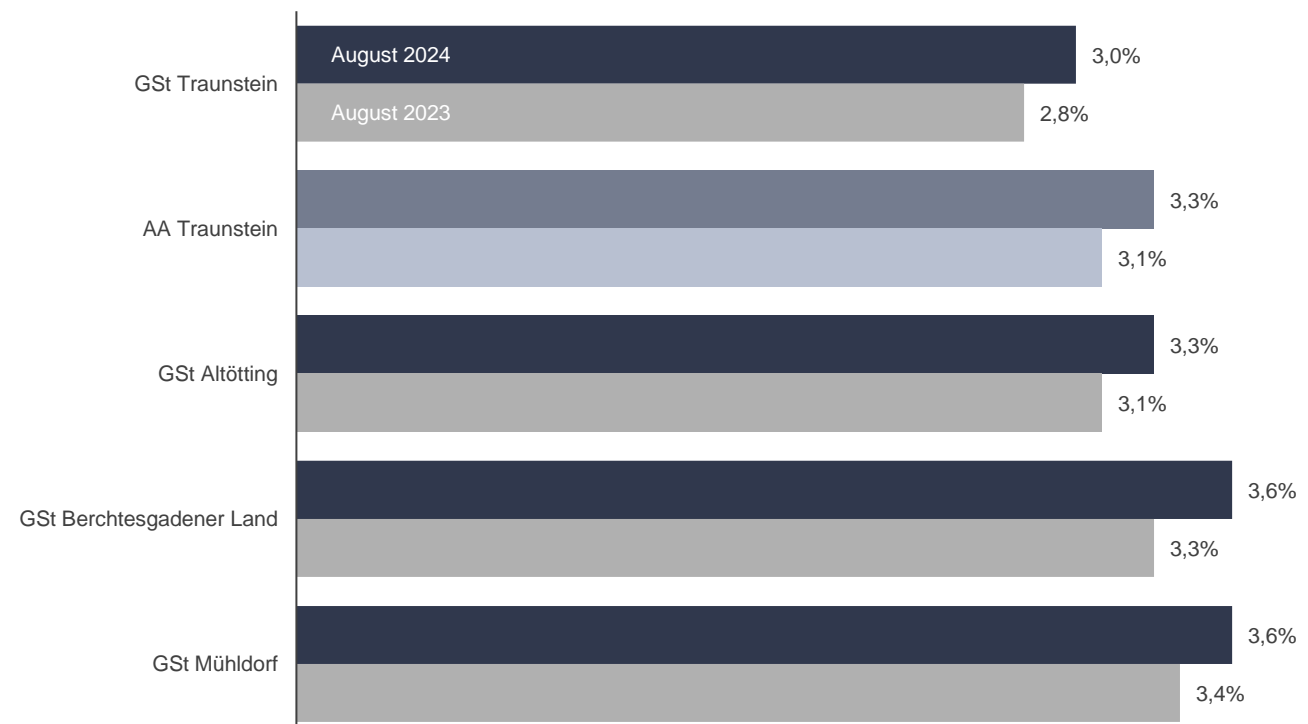 August 2024
3,0%
GSt Traunstein
August 2023
2,8%
3,3%
AA Traunstein
3,1%
3,3%
GSt Altötting
3,1%
3,6%
GSt Berchtesgadener Land
3,3%
3,6%
GSt Mühldorf
3,4%